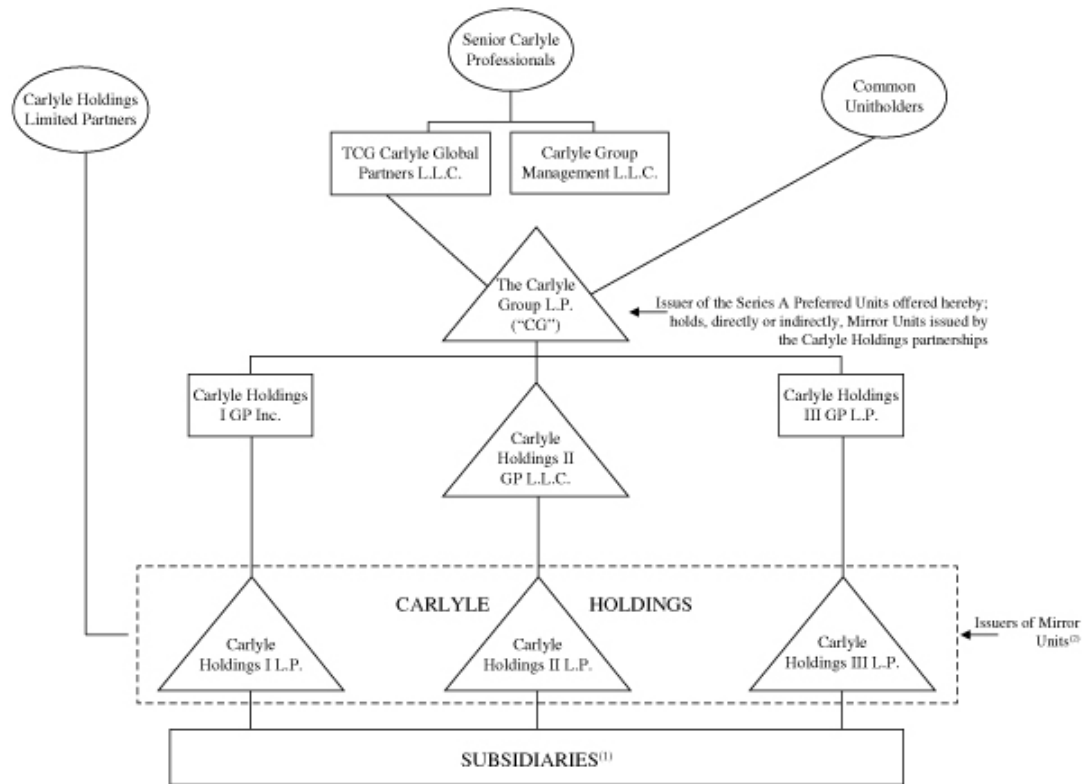 Senior Carlyle
Professionals
Carlyle Holdings
Limited Partners
Common
Unitholders
TCG Carlyle Global
Partners L.L.C.
Carlyle Group
Management L.L.C.
The Carlyle
Group L.P.
(“CG”)
Issuer of the Series A Preferred Units offered hereby;
holds, directly or indirectly, Mirror Units issued by
the Carlyle Holdings partnerships
Carlyle Holdings
I GP Inc.
Carlyle
Holdings II
GP L.L.C.
Carlyle Holdings
III GP L.P.
CARLYLE HOLDINGS
Carlyle
Holdings I L.P.
Carlyle
Holdings II L.P.
Carlyle
Holdings III L.P.
Issuers of Mirror
Units(2)
SUBSIDIARIES(1)